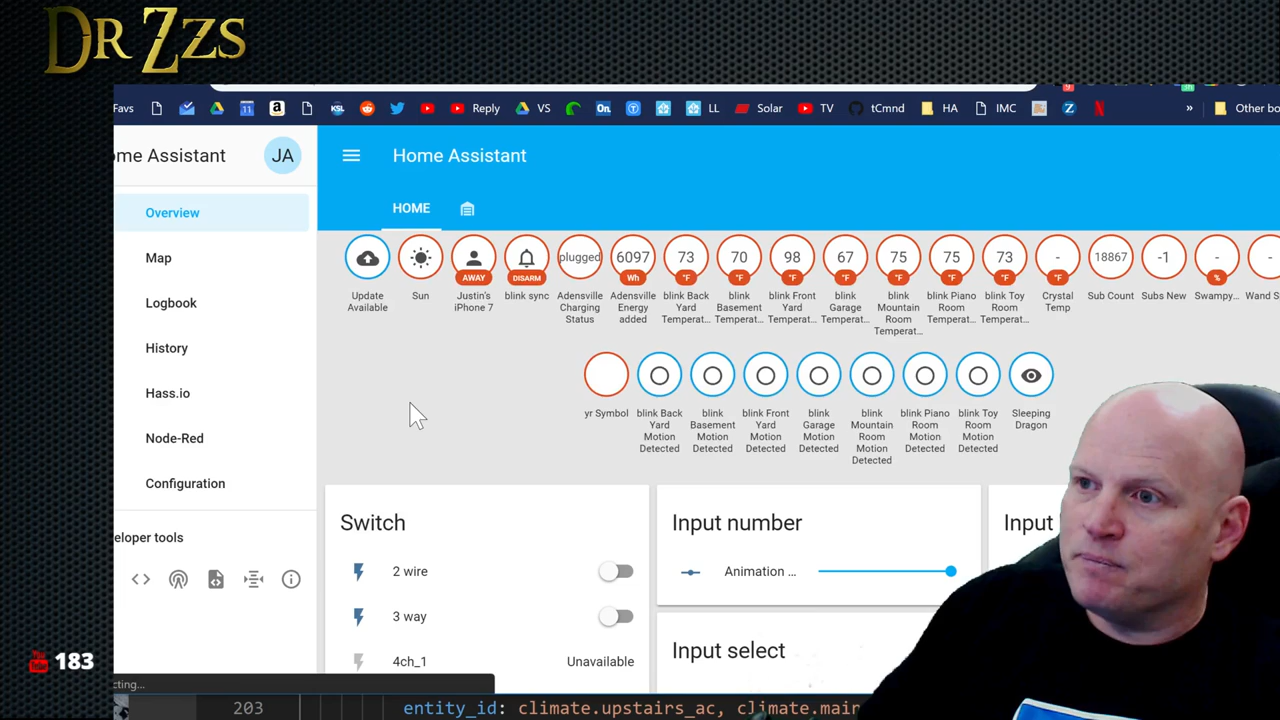 DR ZZS
Favs
Reply
VS
On.
LL
Solar
TV
tCmnd
HA
IMC
»
Other bo
ome Assistant
JA
Home Assistant
HOME
Overview
Map
Logbook
History
Hass.io
Node-Red
Configuration
eloper tools
plugged
6097
73
70
98
67
75
75
73
-
18867
-1
-
-
AWAY
DISARM
Wh
°F
°F
°F
°F
°F
°F
°F
°F
%
Update
Available
Sun
Justin's
iPhone 7
blink sync
Adensville
Charging
Status
Adensville
Energy
added
blink Back
Yard
Temperat...
blink
Basement
Temperat...
blink Front
Yard
Temperat...
blink
Garage
Temperat...
blink
Mountain
Room
Temperat...
blink Piano
Room
Temperat...
blink Toy
Room
Temperat...
Crystal
Temp
Sub Count
Subs New
Swampy...
Wand S
yr Symbol
blink Back
Yard
Motion
Detected
blink
Basement
Motion
Detected
blink Front
Yard
Motion
Detected
blink
Garage
Motion
Detected
blink
Mountain
Room
Motion
Detected
blink Piano
Room
Motion
Detected
blink Toy
Room
Motion
Detected
Sleeping
Dragon
Switch
2 wire
3 way
4ch_1
Unavailable
Input number
Animation ...
Input select
Input
183
cting...
203
entity_id: climate.upstairs_ac, climate.main